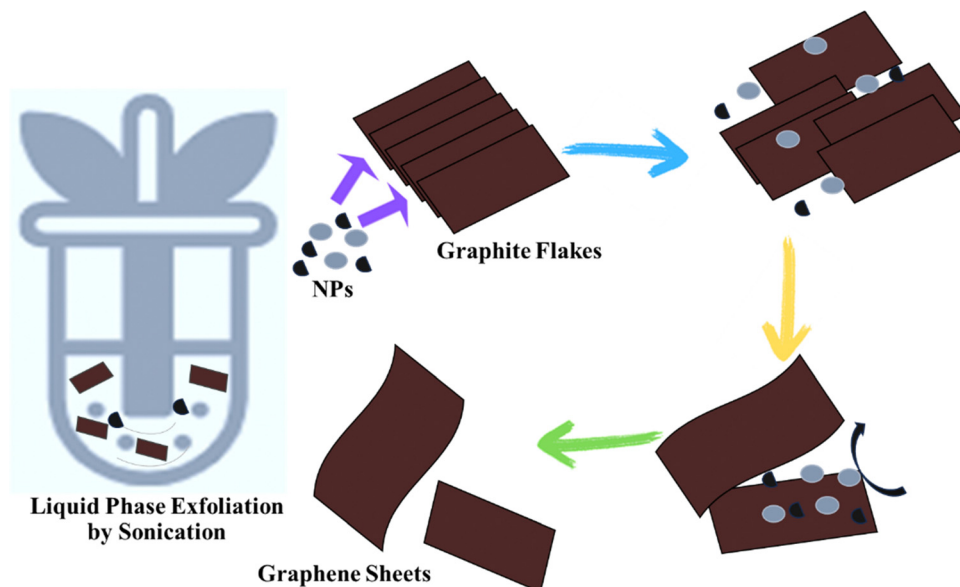 Graphite Flakes
NPs
Liquid Phase Exfoliation
by Sonication
Graphene Sheets